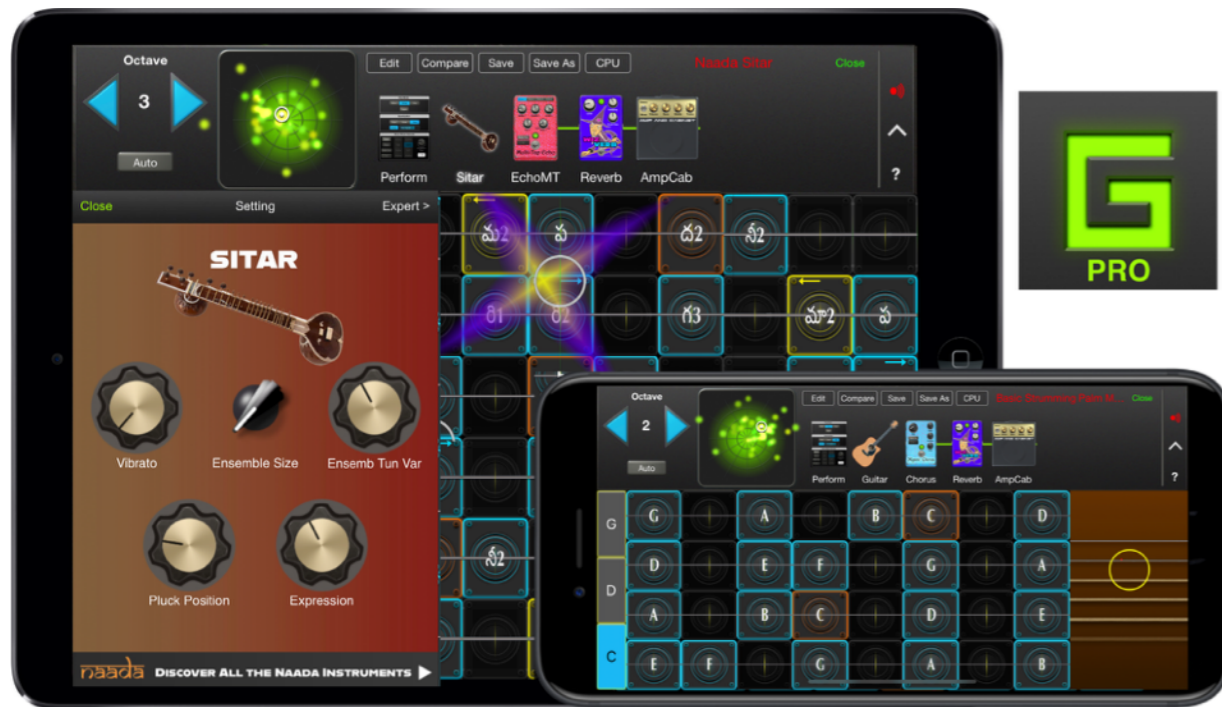 Octave
3
Auto
Edit Compare Save Save As CPU Naada Sitar Close
?
Perform Sitar EchoMT Reverb AmpCab
Close Setting Expert >
SITAR
Vibrato Ensemble Size Ensemb Tun Var
Pluck Position Expression
naada DISCOVER ALL THE NAADA INSTRUMENTS
మ2 ప ద2 నీ2
రి1 రి2 గ3 మా2 ప
నీ2
G
PRO
Octave
2
Auto
Edit Compare Save Save As CPU Close
?
Perform Guitar Chorus Reverb AmpCab
G G A B C D
D E F G A
D A B C D E
C E F G A B